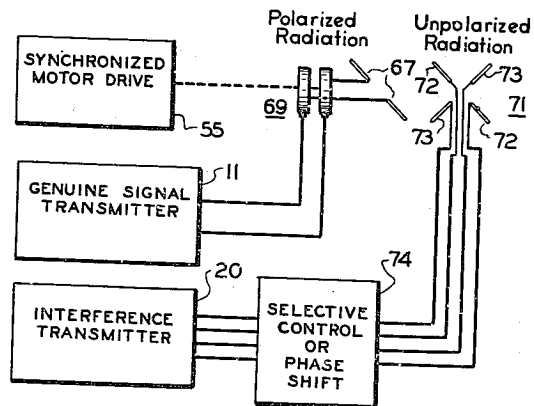 Polarized
Radiation
Unpolarized
Radiation
SYNCHRONIZED
MOTOR DRIVE
55
67
69
72
73
71
73
72
11
GENUINE SIGNAL
TRANSMITTER
20
INTERFERENCE
TRANSMITTER
74
SELECTIVE
CONTROL
OR
PHASE
SHIFT